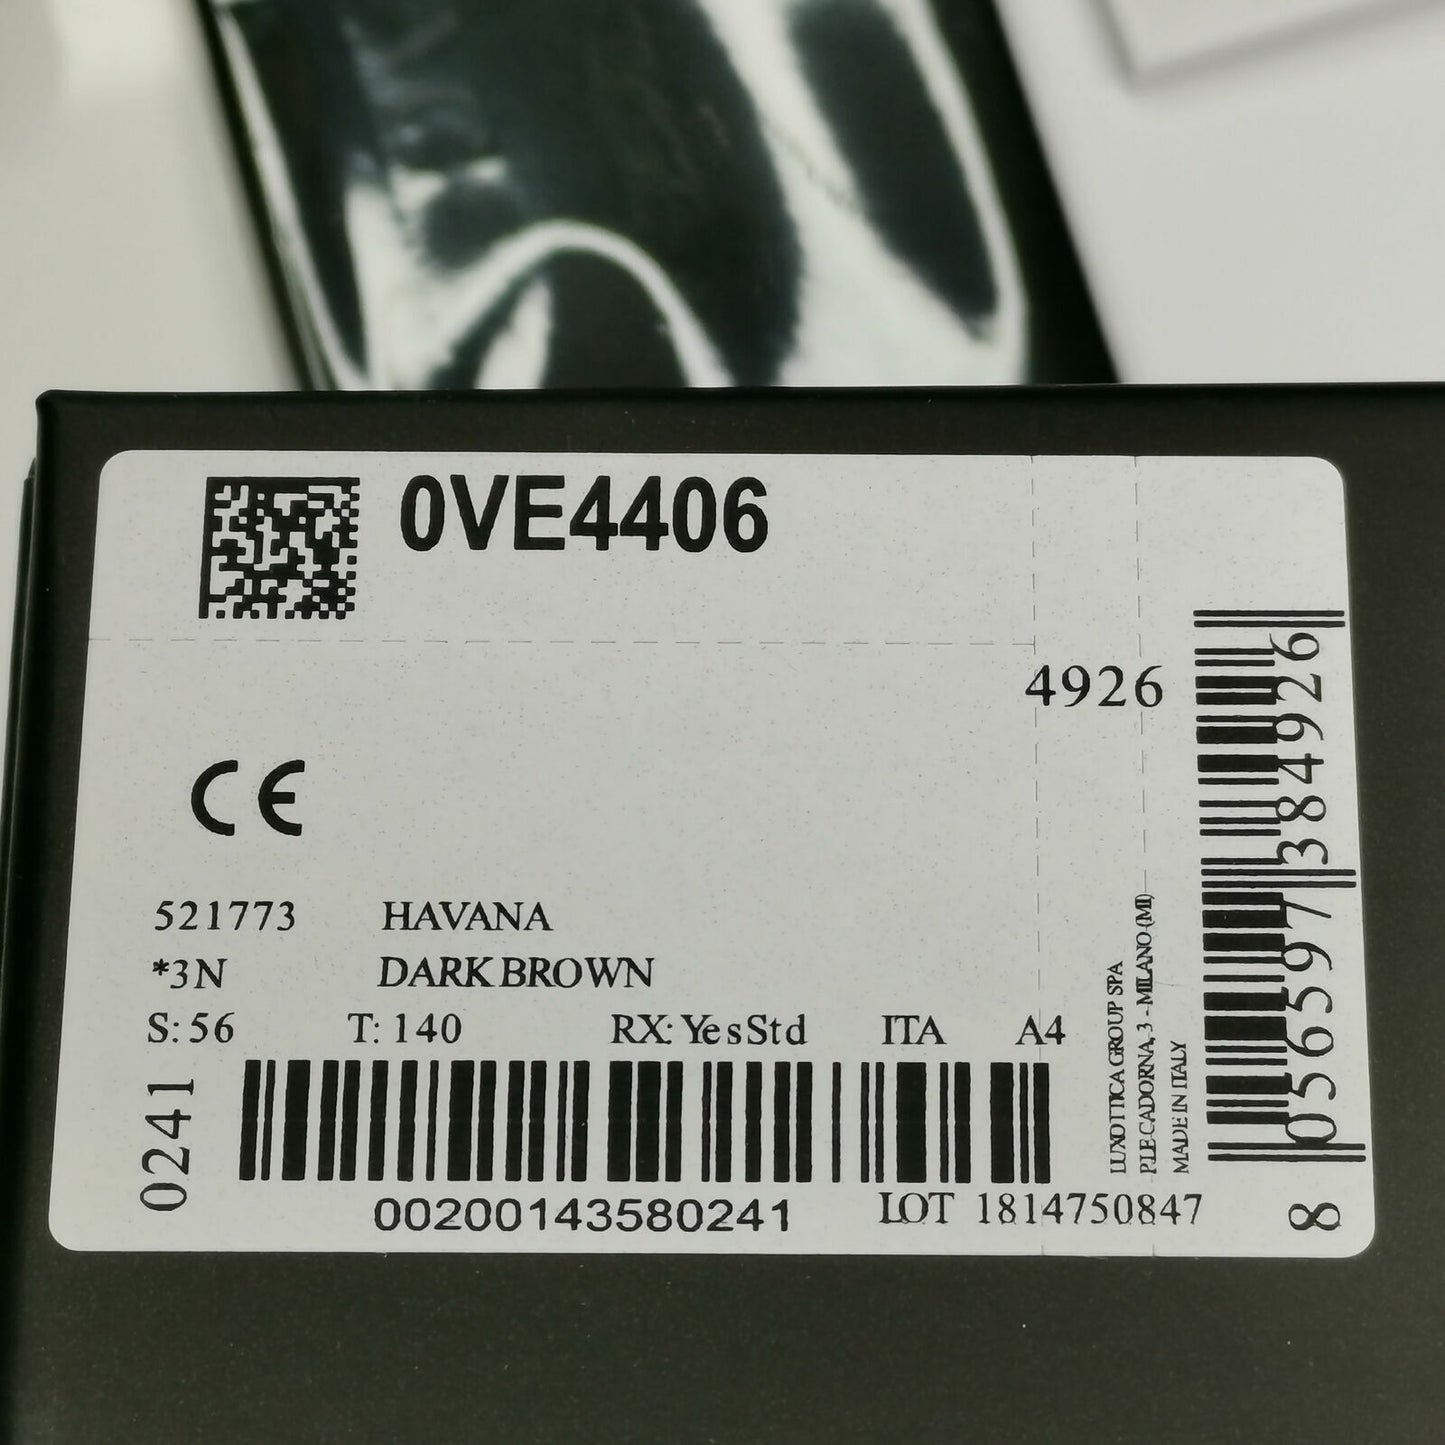 0VE4406
4926
CE
521773 HAVANA
*3N DARK BROWN
S: 56 T: 140 RX: YesStd ITA A4
0241
00200143580241
LOT 1814750847
LUXOTTICA GROUP SPA
P.LE CADORNA, 3 - MILANO (MI)
MADE IN ITALY
8 056597 384926